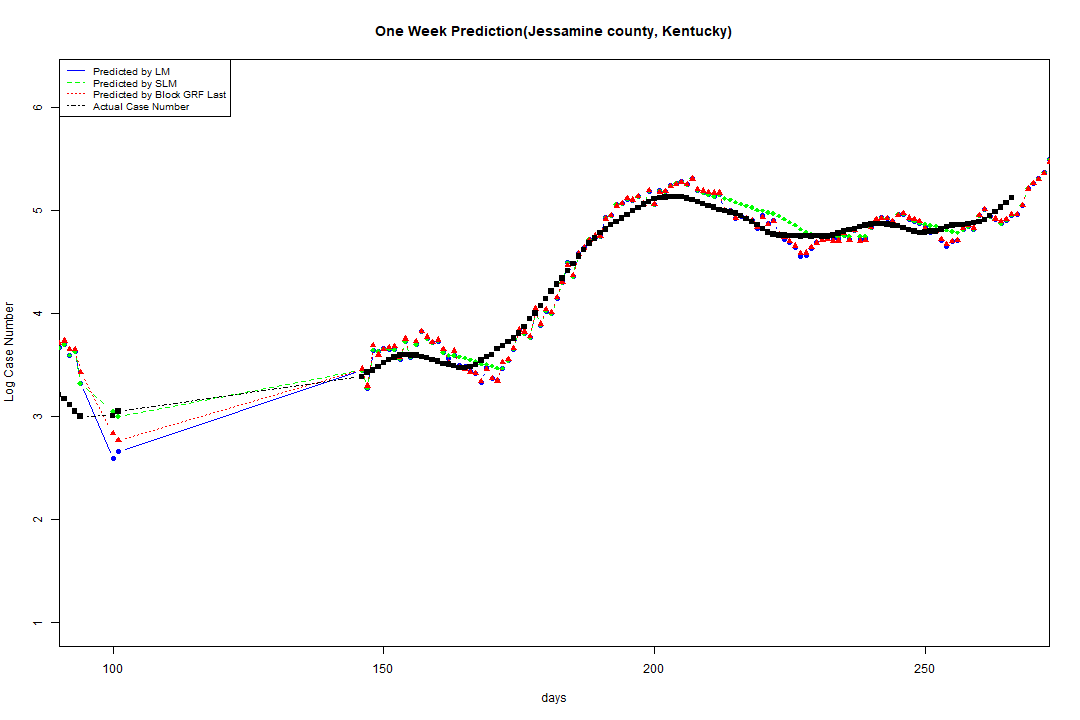 One Week Prediction(Jessamine county, Kentucky)
Predicted by LM
Predicted by SLM
Predicted by Block GRF Last
Actual Case Number
Log Case Number
6
5
4
3
2
1
100 150 200 250
days